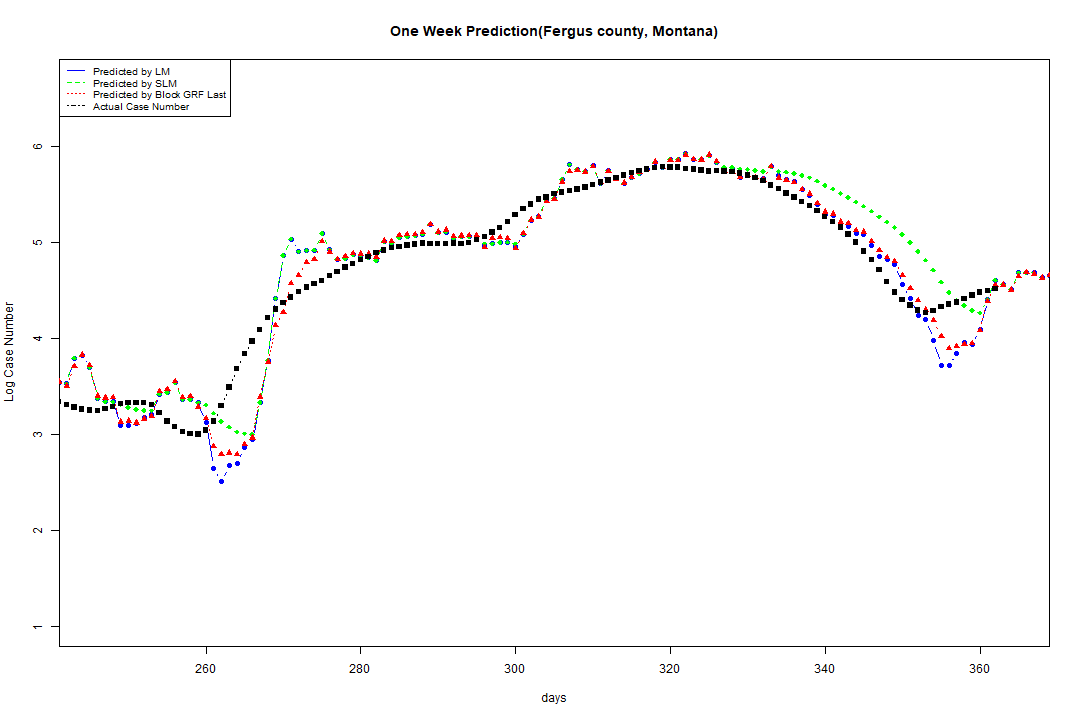 One Week Prediction(Fergus county, Montana)
Predicted by LM
Predicted by SLM
Predicted by Block GRF Last
Actual Case Number
6
5
4
3
2
1
Log Case Number
260 280 300 320 340 360
days